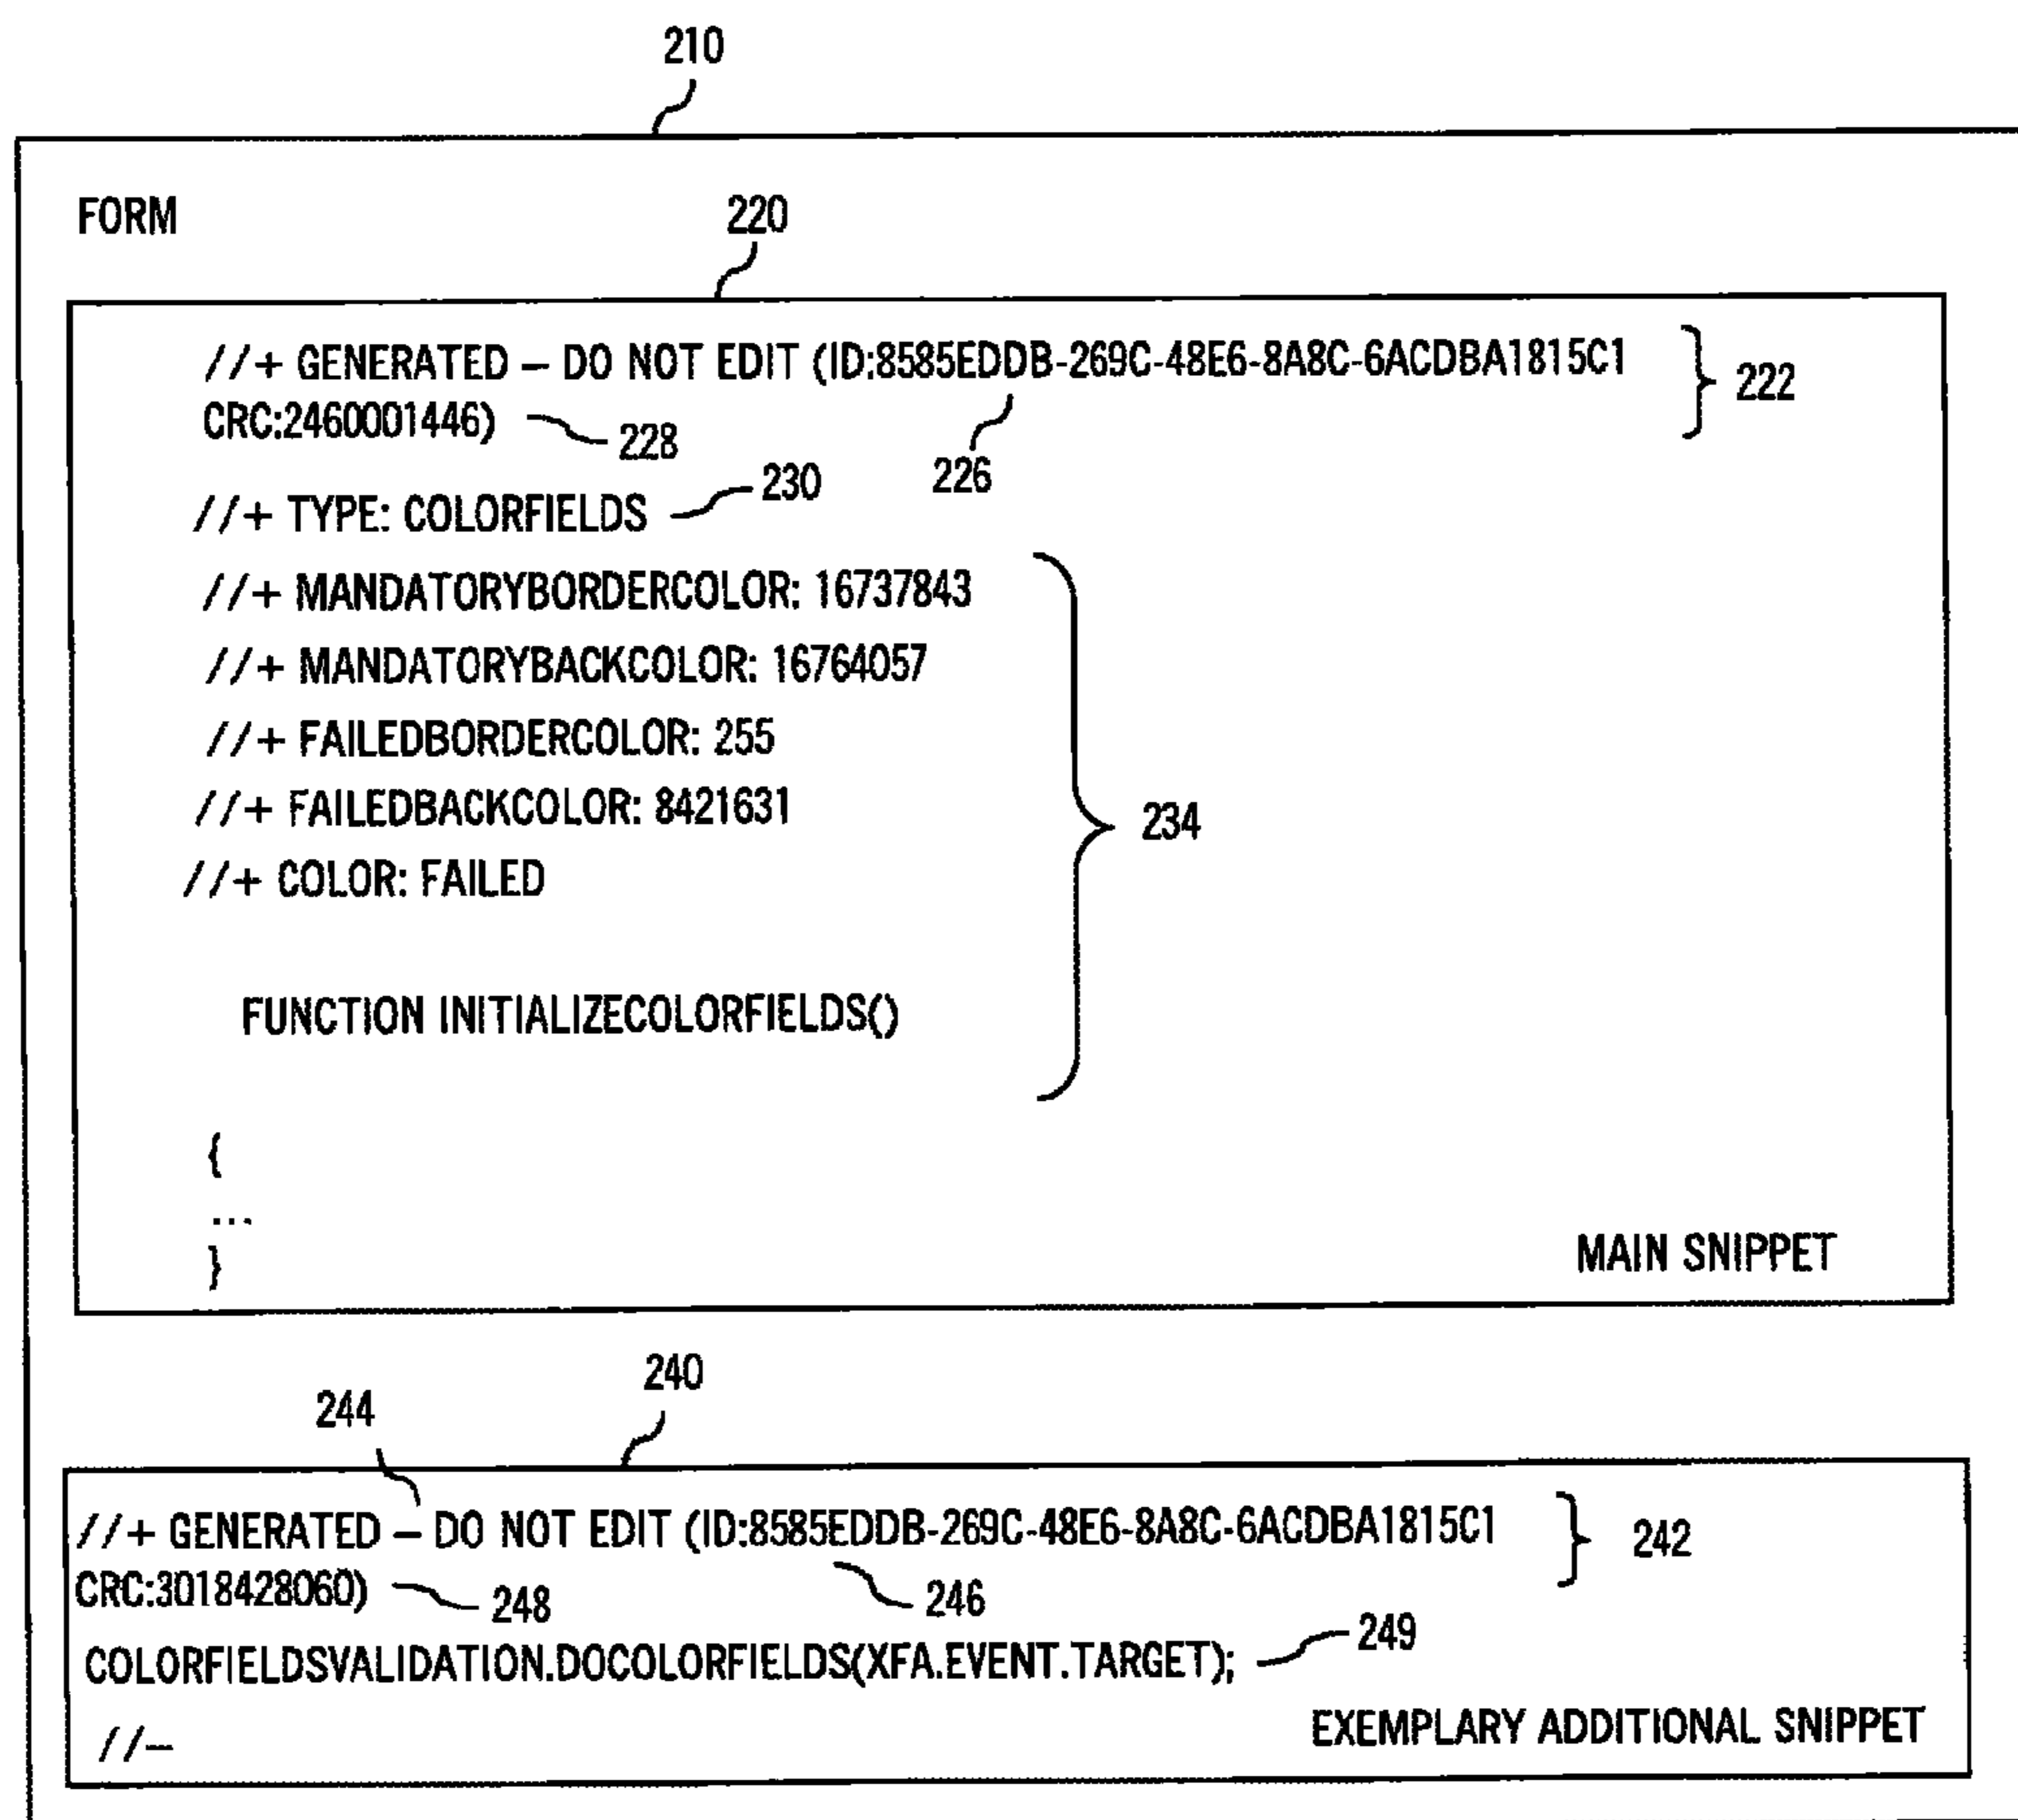 210
FORM
220
//+ GENERATED – DO NOT EDIT (ID:8585EDDB-269C-48E6-8A8C-6ACDBA1815C1
222
CRC:2460001446)
228
226
230
//+ TYPE: COLORFIELDS
//+ MANDATORYBORDERCOLOR: 16737843
//+ MANDATORYBACKCOLOR: 16764057
//+ FAILEDBORDERCOLOR: 255
//+ FAILEDBACKCOLOR: 8421631
234
//+ COLOR: FAILED
FUNCTION INITIALIZECOLORFIELDS()
{
...
}
MAIN SNIPPET
240
244
//+ GENERATED – DO NOT EDIT (ID:8585EDDB-269C-48E6-8A8C-6ACDBA1815C1
242
CRC:3018428060)
248
246
249
COLORFIELDSVALIDATION.DOCOLORFIELDS(XFA.EVENT.TARGET);
EXEMPLARY ADDITIONAL SNIPPET
//–